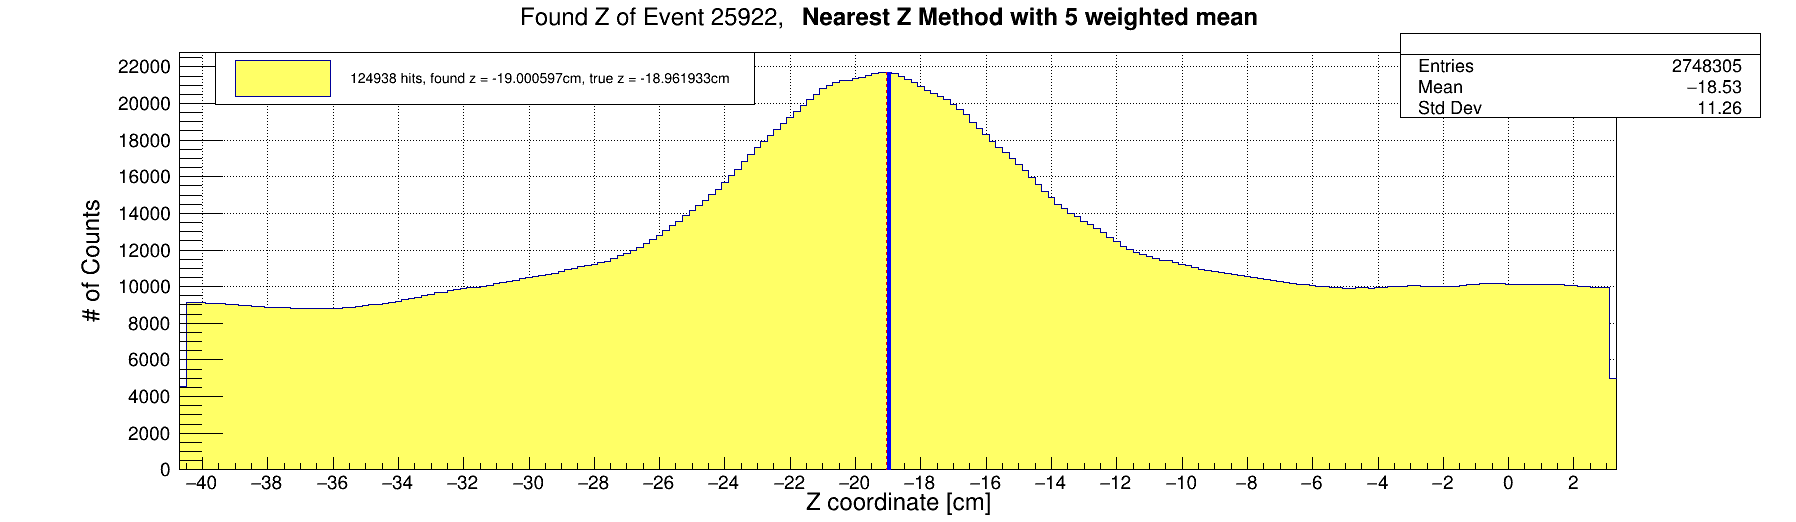 Found Z of Event 25922, Nearest Z Method with 5 weighted mean
124938 hits, found z = -19.000597cm, true z = -18.961933cm
Entries 2748305
Mean −18.53
Std Dev 11.26
# of Counts
22000
20000
18000
16000
14000
12000
10000
8000
6000
4000
2000
0
−40 −38 −36 −34 −32 −30 −28 −26 −24 −22 −20 −18 −16 −14 −12 −10 −8 −6 −4 −2 0 2
Z coordinate [cm]